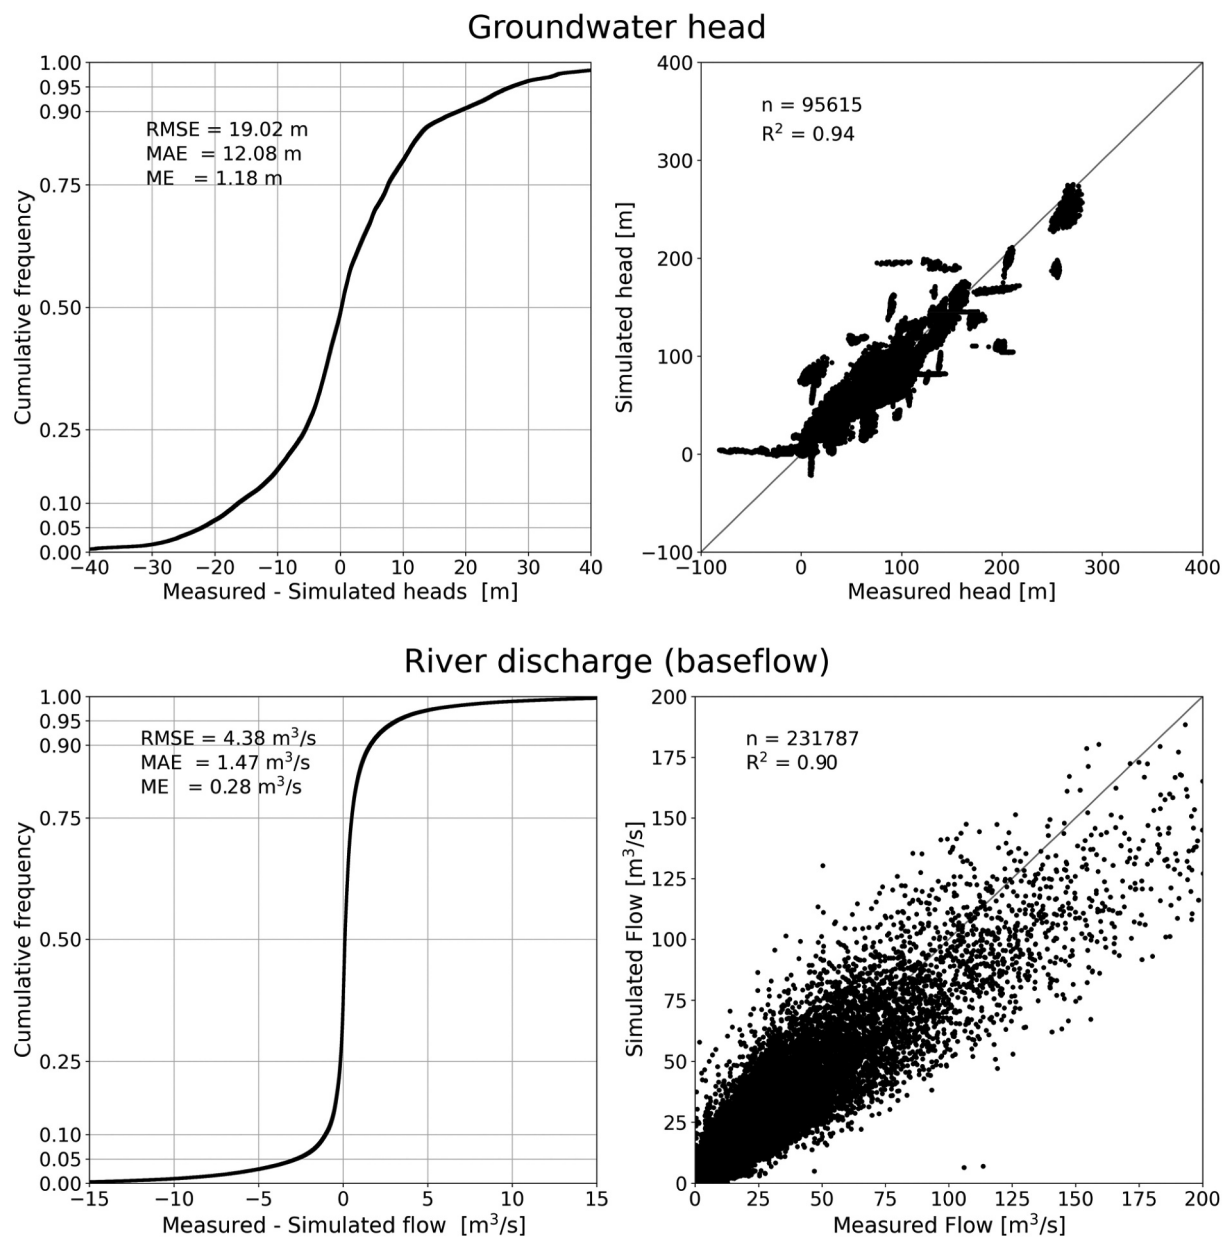 Groundwater head
1.00
0.95
0.90
0.75
0.50
0.25
0.10
0.05
0.00
Cumulative frequency
RMSE = 19.02 m
MAE = 12.08 m
ME = 1.18 m
−40 −30 −20 −10 0 10 20 30 40
Measured - Simulated heads [m]
400
300
200
100
0
−100
Simulated head [m]
n = 95615
R² = 0.94
−100 0 100 200 300 400
Measured head [m]
River discharge (baseflow)
1.00
0.95
0.90
0.75
0.50
0.25
0.10
0.05
0.00
Cumulative frequency
RMSE = 4.38 m³/s
MAE = 1.47 m³/s
ME = 0.28 m³/s
−15 −10 −5 0 5 10 15
Measured - Simulated flow [m³/s]
200
175
150
125
100
75
50
25
0
Simulated Flow [m³/s]
n = 231787
R² = 0.90
0 25 50 75 100 125 150 175 200
Measured Flow [m³/s]